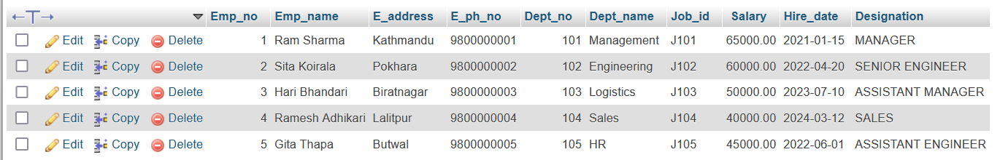 ←T→ Emp_no Emp_name E_address E_ph_no Dept_no Dept_name Job_id Salary Hire_date Designation
Edit Copy Delete 1 Ram Sharma Kathmandu 9800000001 101 Management J101 65000.00 2021-01-15 MANAGER
Edit Copy Delete 2 Sita Koirala Pokhara 9800000002 102 Engineering J102 60000.00 2022-04-20 SENIOR ENGINEER
Edit Copy Delete 3 Hari Bhandari Biratnagar 9800000003 103 Logistics J103 50000.00 2023-07-10 ASSISTANT MANAGER
Edit Copy Delete 4 Ramesh Adhikari Lalitpur 9800000004 104 Sales J104 40000.00 2024-03-12 SALES
Edit Copy Delete 5 Gita Thapa Butwal 9800000005 105 HR J105 45000.00 2022-06-01 ASSISTANT ENGINEER